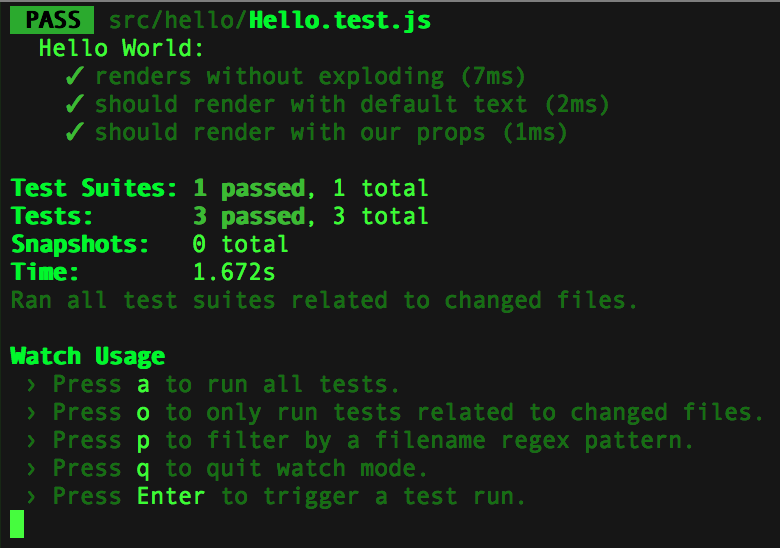 PASS src/hello/Hello.test.js
Hello World:
✓ renders without exploding (7ms)
✓ should render with default text (2ms)
✓ should render with our props (1ms)
Test Suites: 1 passed, 1 total
Tests: 3 passed, 3 total
Snapshots: 0 total
Time: 1.672s
Ran all test suites related to changed files.
Watch Usage
› Press a to run all tests.
› Press o to only run tests related to changed files.
› Press p to filter by a filename regex pattern.
› Press q to quit watch mode.
› Press Enter to trigger a test run.